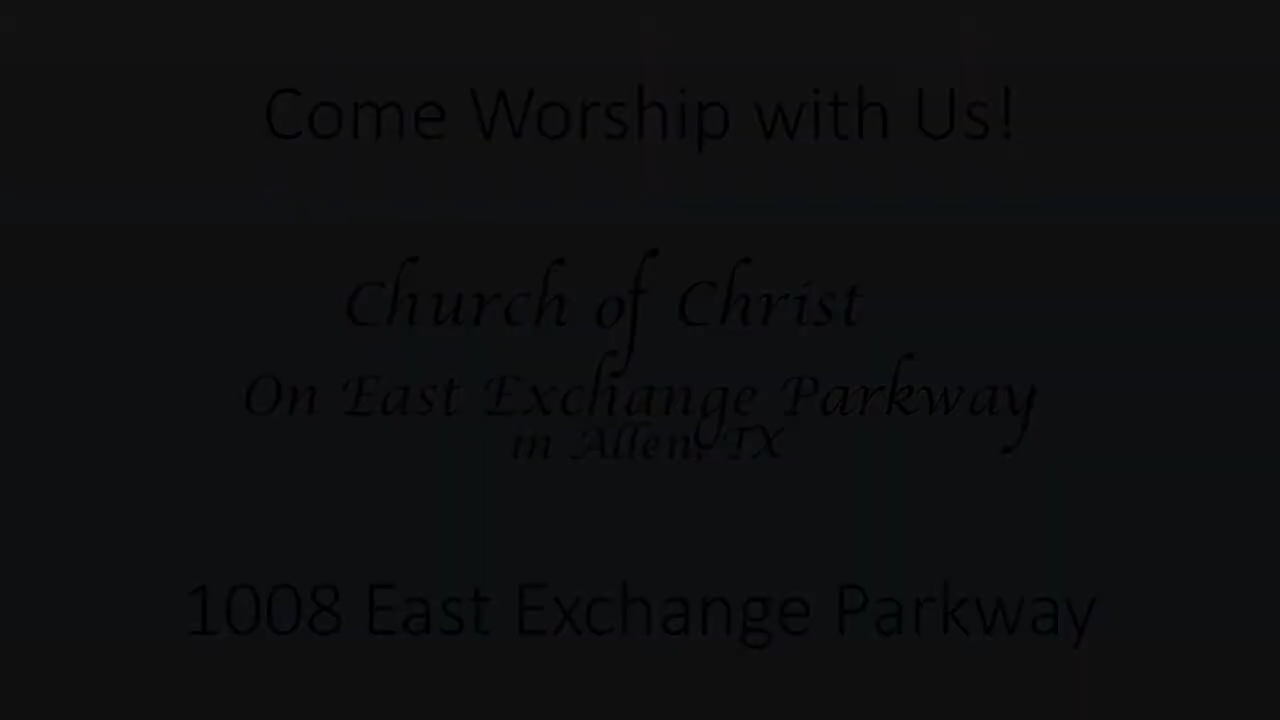 Come Worship with Us!
Church of Christ
On East Exchange Parkway
in Allen, TX
1008 East Exchange Parkway